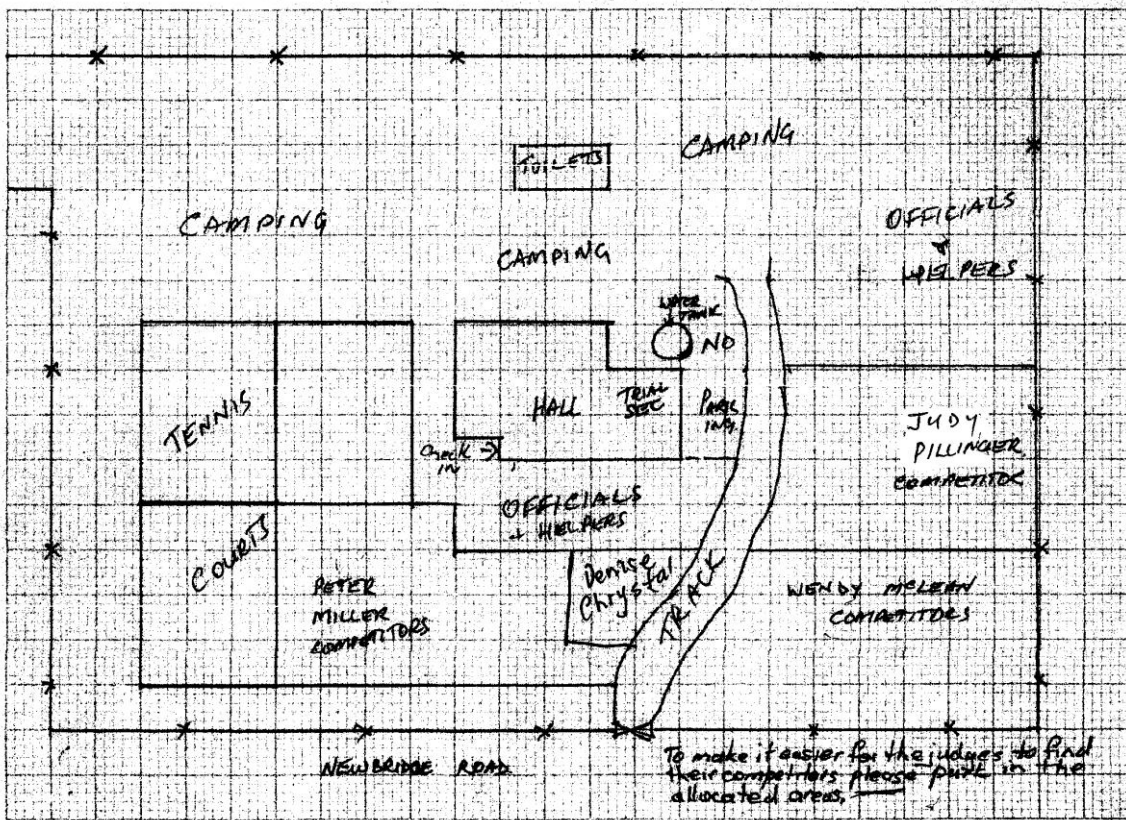 CAMPING
TOILETS
CAMPING
OFFICIALS
&
HELPERS
CAMPING
WATER
TANK
NO
PARK
ING.
TENNIS
HALL
TRIAL
SEC
JUDY
PILLINGER
COMPETITOR
Check →
IN
OFFICIALS
+ HELPERS
COURTS
Denise
Chrystal
TRACK
PETER
MILLER
COMPETITORS
WENDY MCLEAN
COMPETITORS
NEWBRIDGE ROAD
To make it easier for the judges to find
their competitors please park in the
allocated areas.